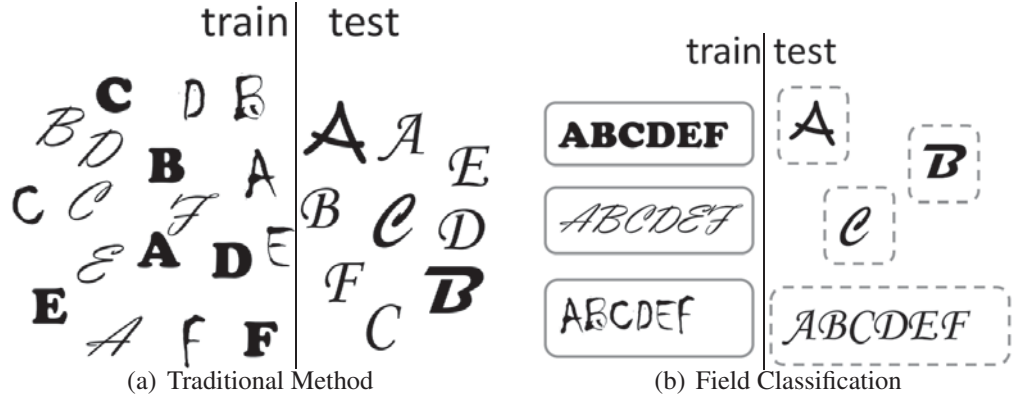 train test
C D B
B D B A
C C F
E A D E
E A F F
A A E
B C D
F B
C
(a) Traditional Method
train test
ABCDEF
ABCDEF
ABCDEF
A
B
C
ABCDEF
(b) Field Classification